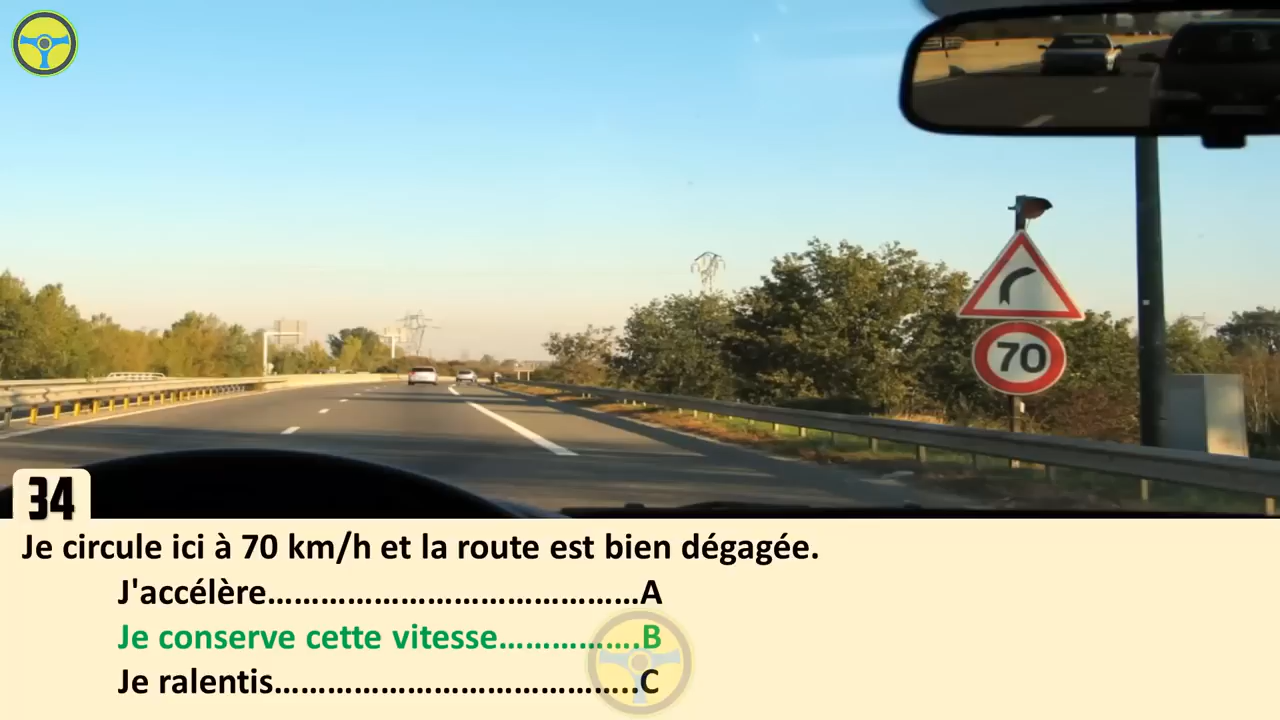 70
34
Je circule ici à 70 km/h et la route est bien dégagée.
J'accélère……………………………………A
Je conserve cette vitesse…………….B
Je ralentis…………………………………..C